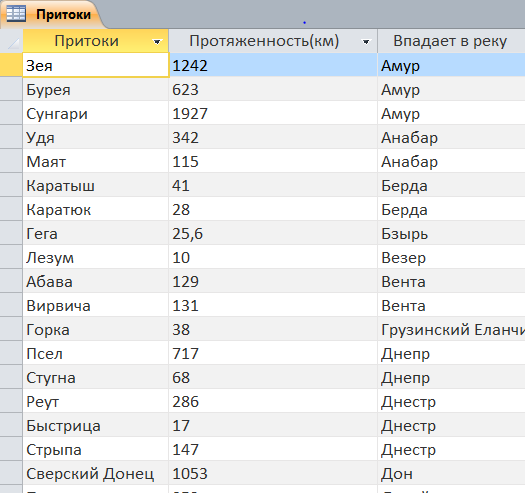 Притоки
Притоки Протяженность(км) Впадает в реку
Зея 1242 Амур
Бурея 623 Амур
Сунгари 1927 Амур
Удя 342 Анабар
Маят 115 Анабар
Каратыш 41 Берда
Каратюк 28 Берда
Гега 25,6 Бзырь
Лезум 10 Везер
Абава 129 Вента
Вирвича 131 Вента
Горка 38 Грузинский Еланчи
Псел 717 Днепр
Стугна 68 Днепр
Реут 286 Днестр
Быстрица 17 Днестр
Стрыпа 147 Днестр
Сверский Донец 1053 Дон